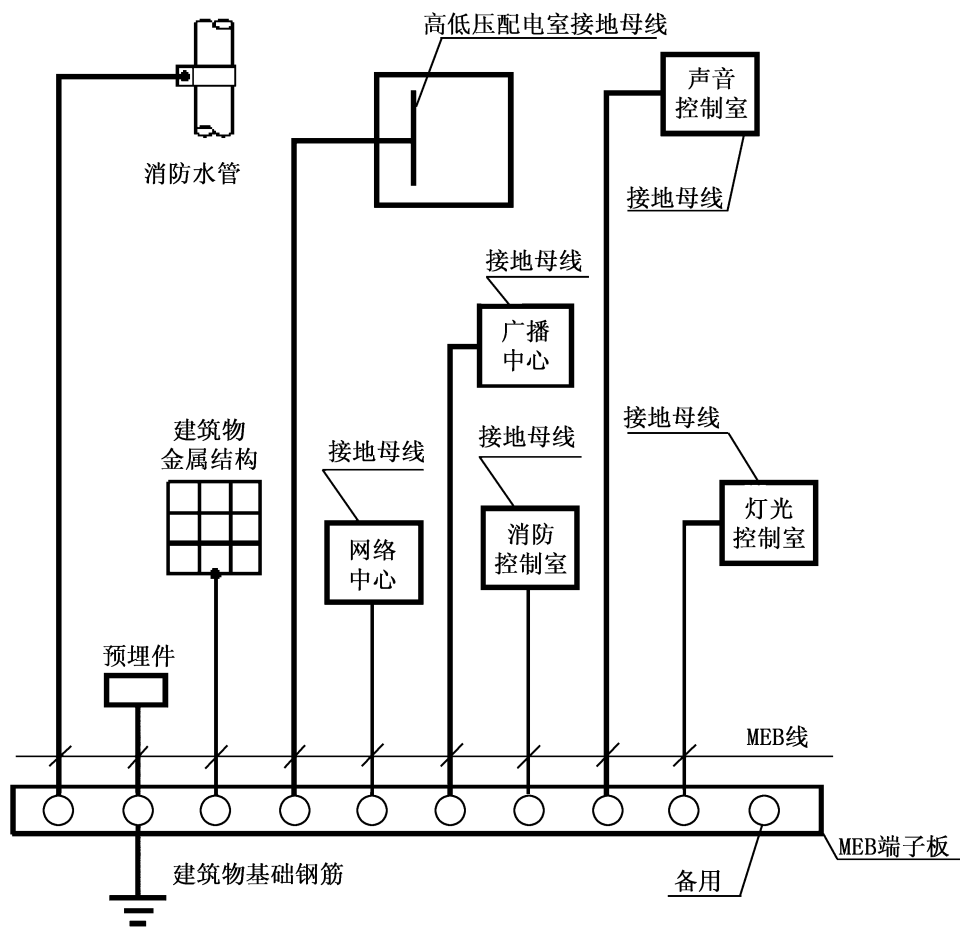 高低压配电室接地母线
声音
控制室
消防水管
接地母线
接地母线
广播
中心
建筑物
金属结构
接地母线
接地母线
接地母线
网络
中心
消防
控制室
灯光
控制室
预埋件
MEB线
MEB端子板
建筑物基础钢筋
备用